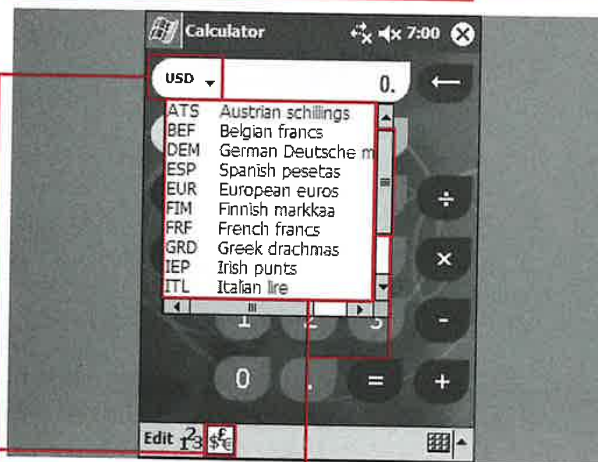 Calculator 7:00
USD 0.
ATS Austrian schillings
BEF Belgian francs
DEM German Deutsche m
ESP Spanish pesetas
EUR European euros
FIM Finnish markkaa
FRF French francs
GRD Greek drachmas
IEP Irish punts
ITL Italian lire
÷
×
1 2 3 -
0 . = +
Edit 123 $£€